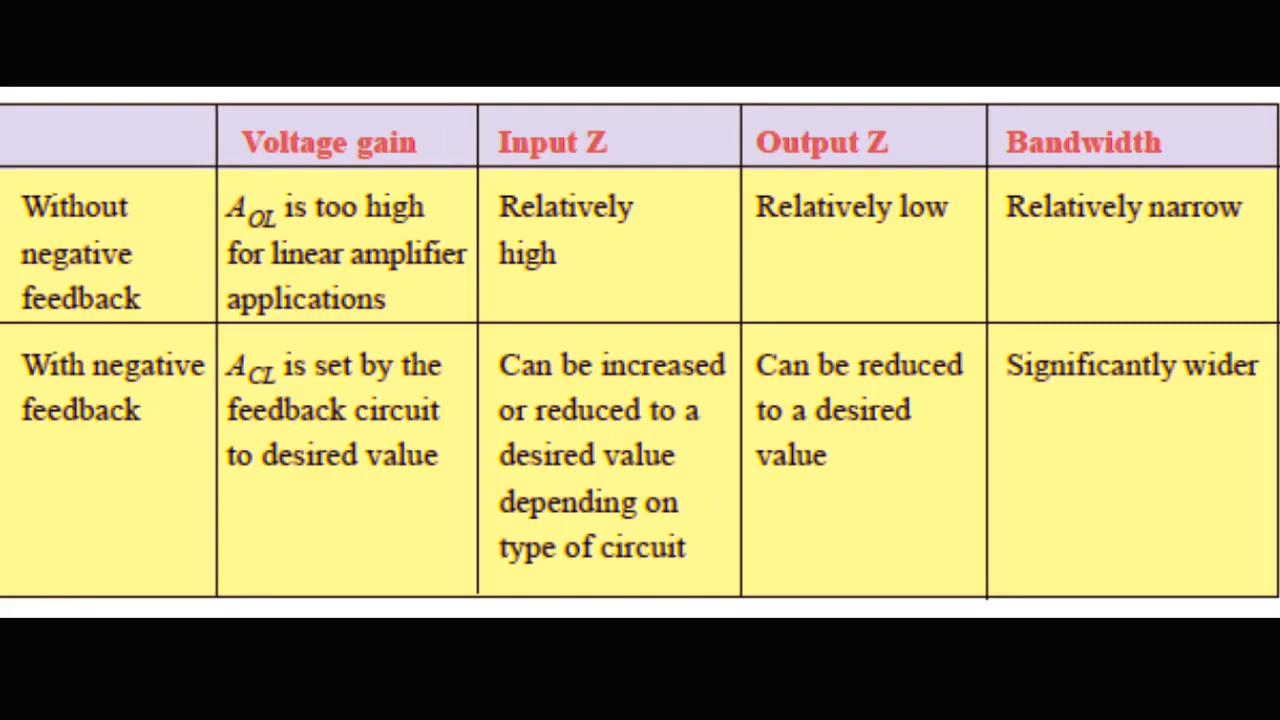 Voltage gain
Input Z
Output Z
Bandwidth
Without
negative
feedback
A_OL is too high
for linear amplifier
applications
Relatively
high
Relatively low
Relatively narrow
With negative
feedback
A_CL is set by the
feedback circuit
to desired value
Can be increased
or reduced to a
desired value
depending on
type of circuit
Can be reduced
to a desired
value
Significantly wider